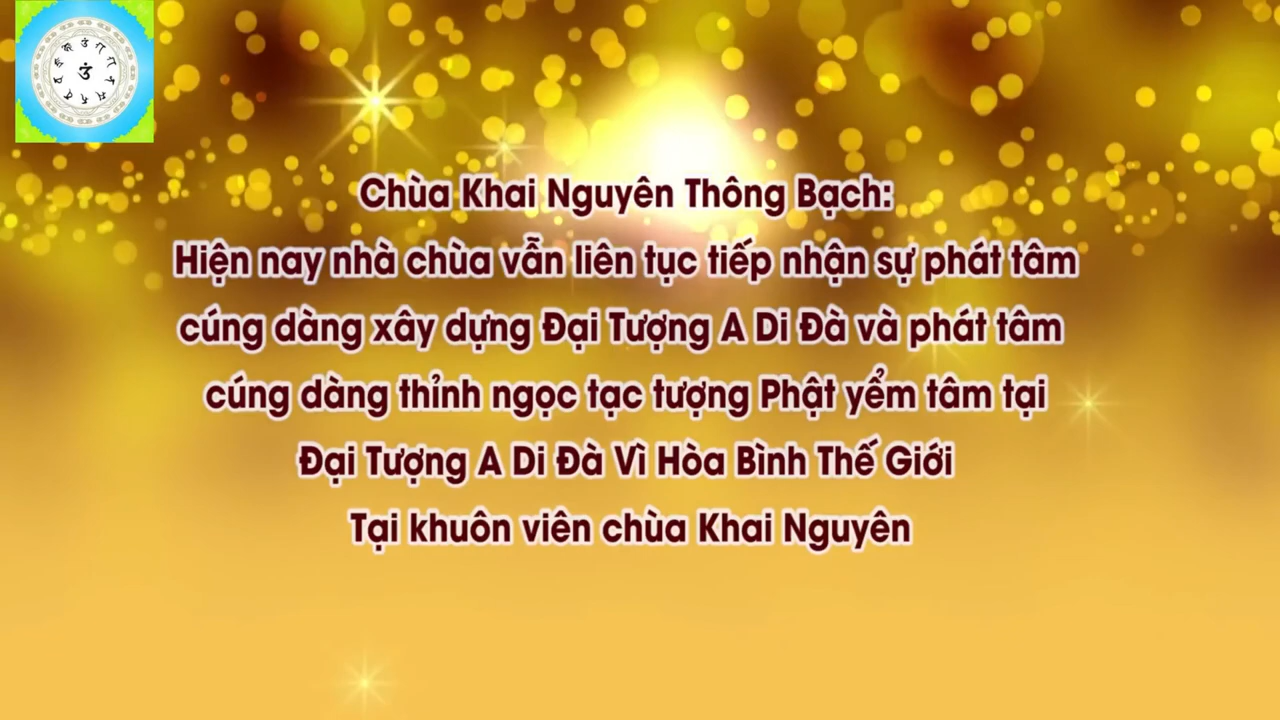 Chùa Khai Nguyên Thông Bạch:
Hiện nay nhà chùa vẫn liên tục tiếp nhận sự phát tâm
cúng dàng xây dựng Đại Tượng A Di Đà và phát tâm
cúng dàng thỉnh ngọc tạc tượng Phật yểm tâm tại
Đại Tượng A Di Đà Vì Hòa Bình Thế Giới
Tại khuôn viên chùa Khai Nguyên